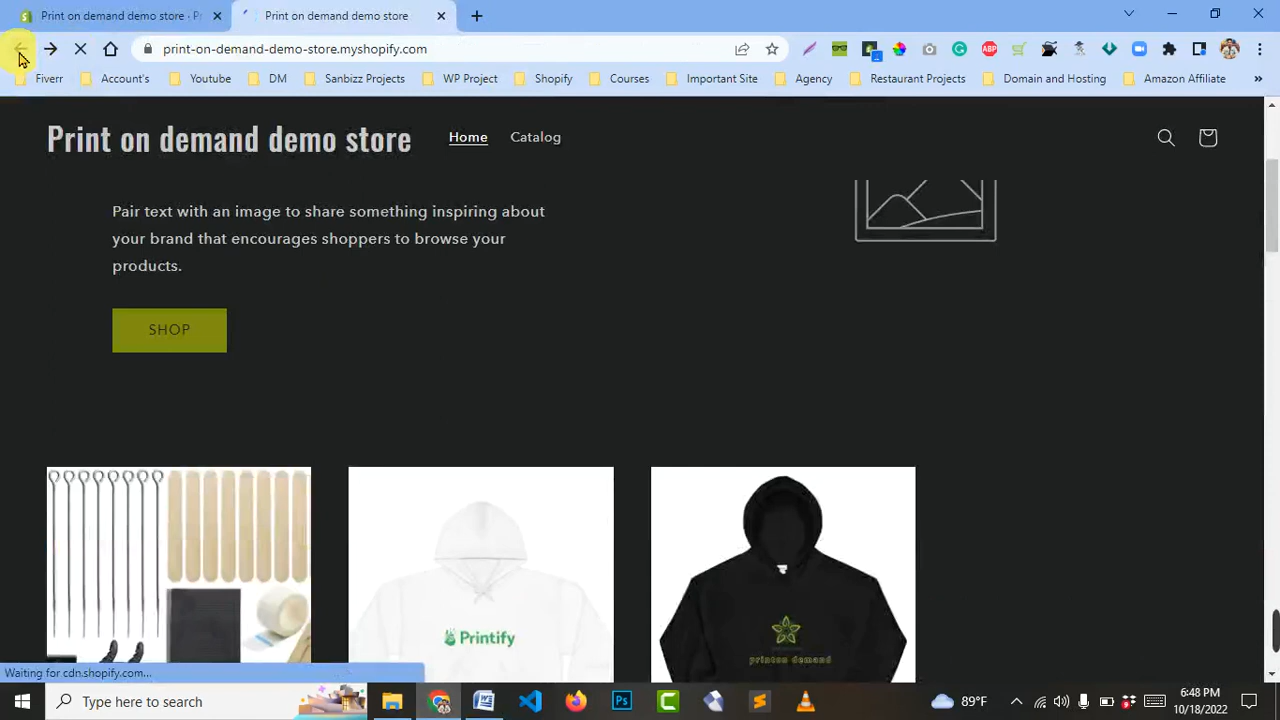 Print on demand demo store · P
Print on demand demo store
print-on-demand-demo-store.myshopify.com
Fiverr
Account's
Youtube
DM
Sanbizz Projects
WP Project
Shopify
Courses
Important Site
Agency
Restaurant Projects
Domain and Hosting
Amazon Affiliate
Print on demand demo store
Home
Catalog
Pair text with an image to share something inspiring about
your brand that encourages shoppers to browse your
products.
SHOP
Printify
printon demand
Waiting for cdn.shopify.com...
Type here to search
89°F
6:48 PM
10/18/2022